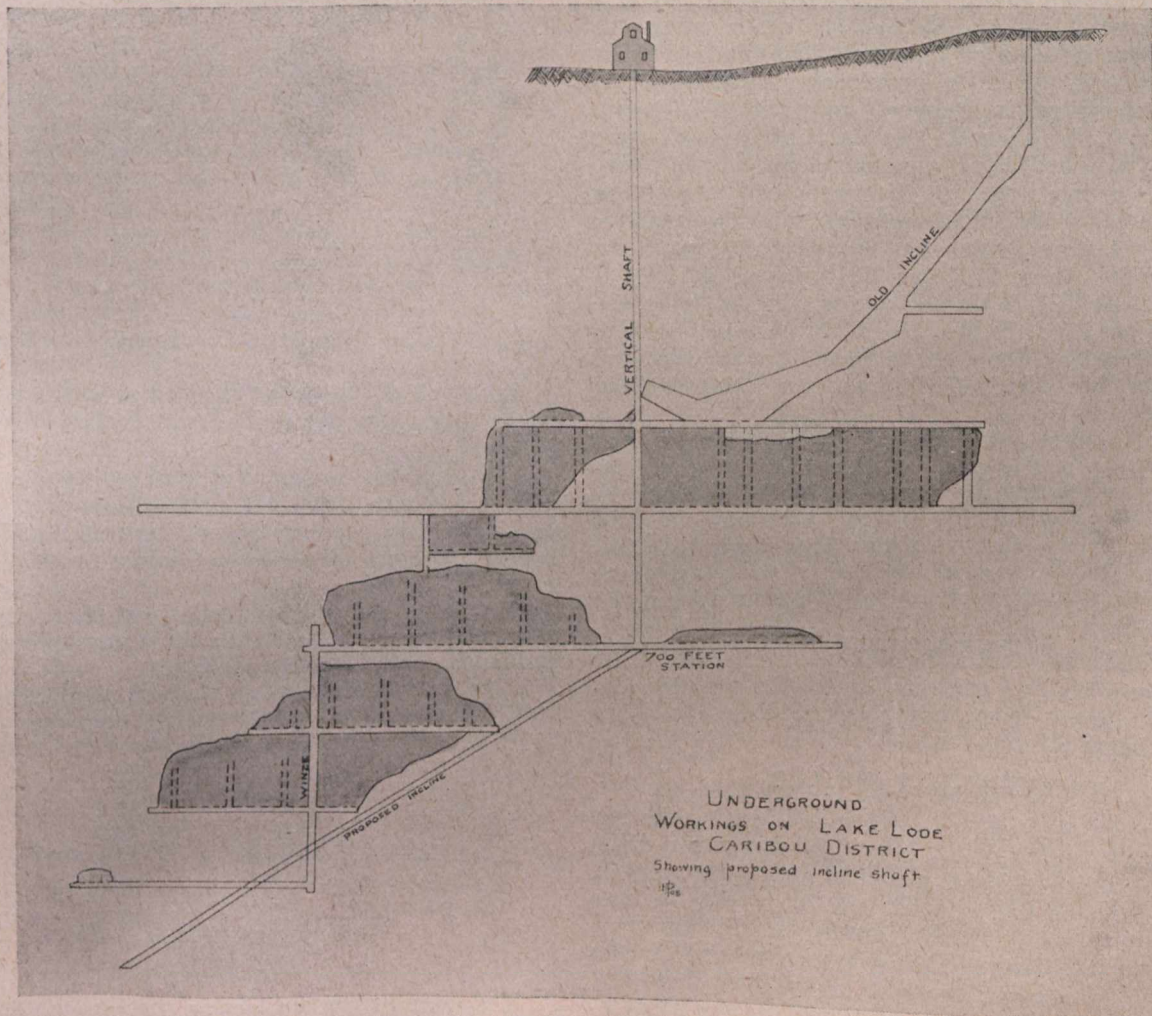 VERTICAL SHAFT
OLD INCLINE
700 FEET
STATION
WINZE
PROPOSED INCLINE
UNDERGROUND
WORKINGS ON LAKE LODE
CARIBOU DISTRICT
Showing proposed incline shaft